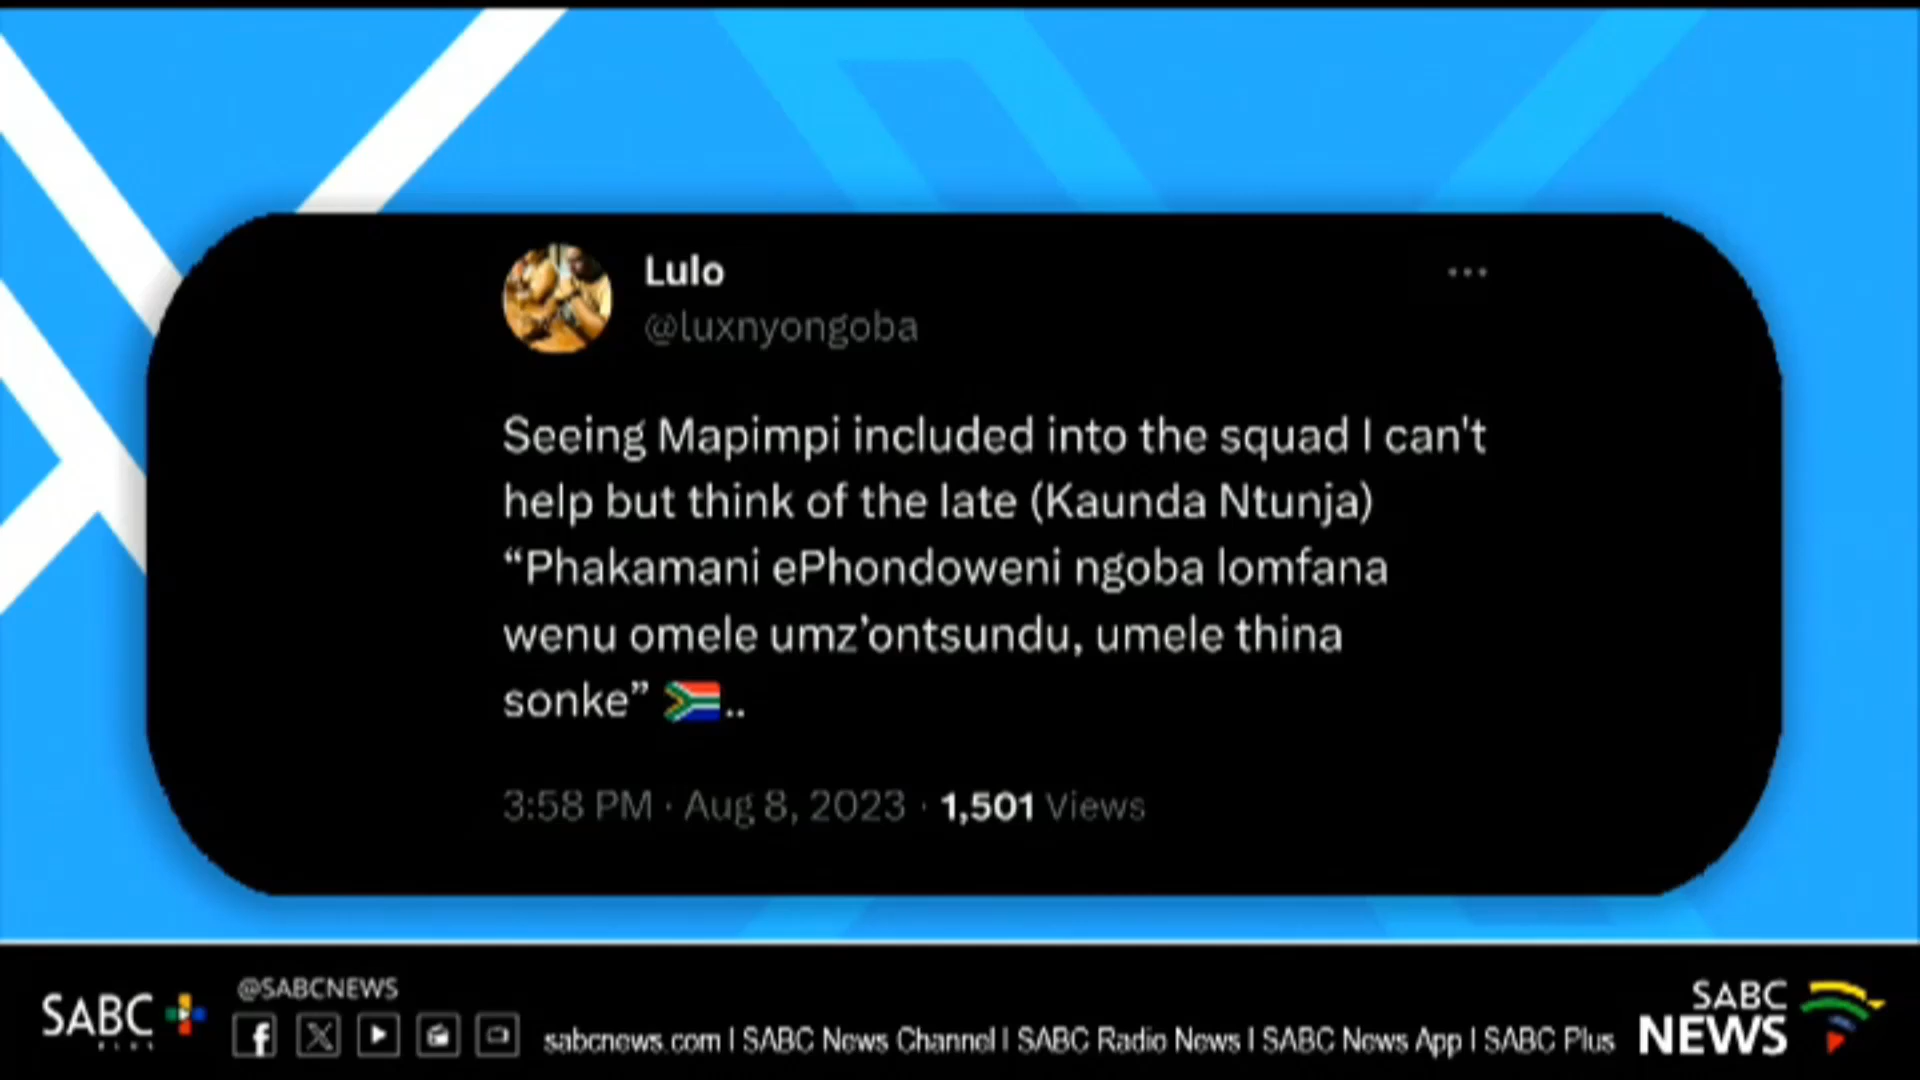 Lulo
@luxnyongoba
Seeing Mapimpi included into the squad I can't
help but think of the late (Kaunda Ntunja)
“Phakamani ePhondoweni ngoba lomfana
wenu omele umz’ontsundu, umele thina
sonke” 🇿🇦..
3:58 PM · Aug 8, 2023 · 1,501 Views
SABC
PLUS
@SABCNEWS
sabcnews.com | SABC News Channel | SABC Radio News | SABC News App | SABC Plus
SABC
NEWS